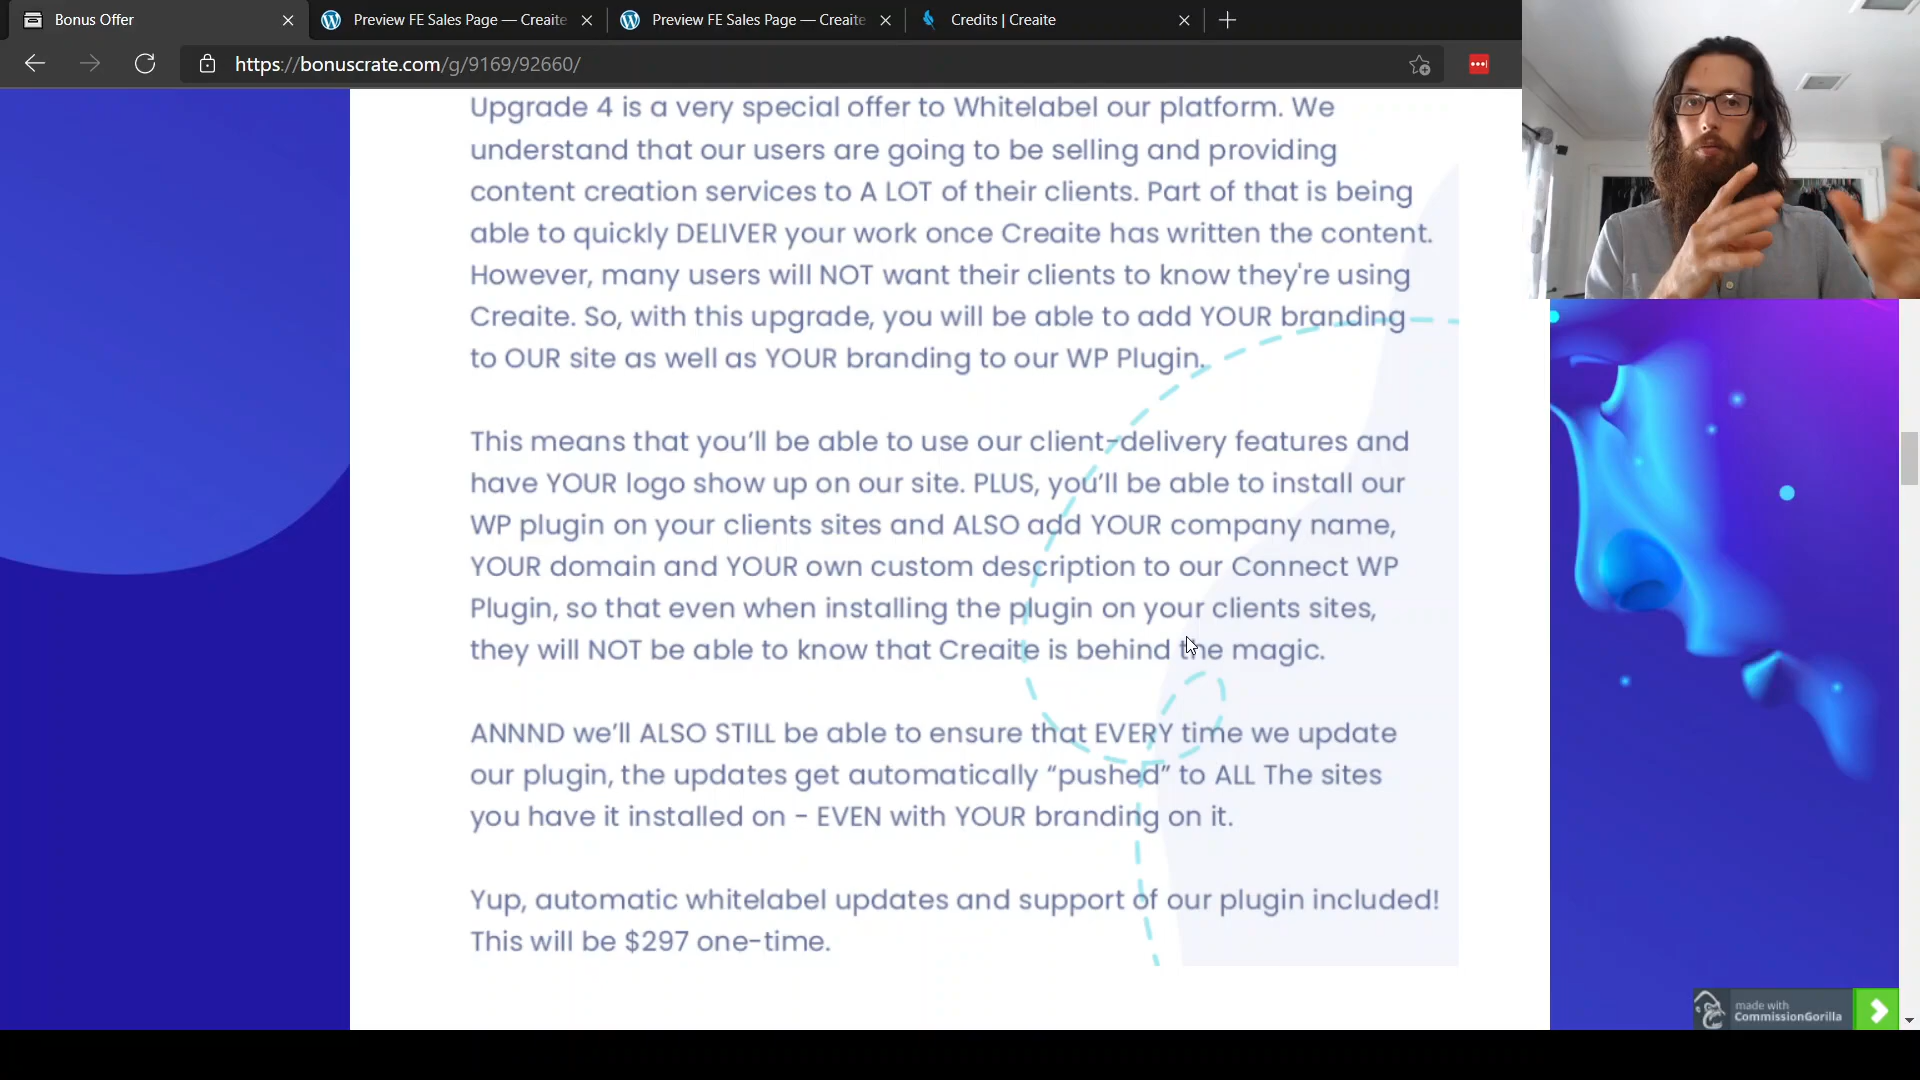 Bonus Offer
Preview FE Sales Page — Creaite
Preview FE Sales Page — Creaite
Credits | Creaite
https://bonuscrate.com/g/9169/92660/
Upgrade 4 is a very special offer to Whitelabel our platform. We
understand that our users are going to be selling and providing
content creation services to A LOT of their clients. Part of that is being
able to quickly DELIVER your work once Creaite has written the content.
However, many users will NOT want their clients to know they're using
Creaite. So, with this upgrade, you will be able to add YOUR branding
to OUR site as well as YOUR branding to our WP Plugin.
This means that you’ll be able to use our client-delivery features and
have YOUR logo show up on our site. PLUS, you’ll be able to install our
WP plugin on your clients sites and ALSO add YOUR company name,
YOUR domain and YOUR own custom description to our Connect WP
Plugin, so that even when installing the plugin on your clients sites,
they will NOT be able to know that Creaite is behind the magic.
ANNND we’ll ALSO STILL be able to ensure that EVERY time we update
our plugin, the updates get automatically “pushed” to ALL The sites
you have it installed on - EVEN with YOUR branding on it.
Yup, automatic whitelabel updates and support of our plugin included!
This will be $297 one-time.
made with
CommissionGorilla